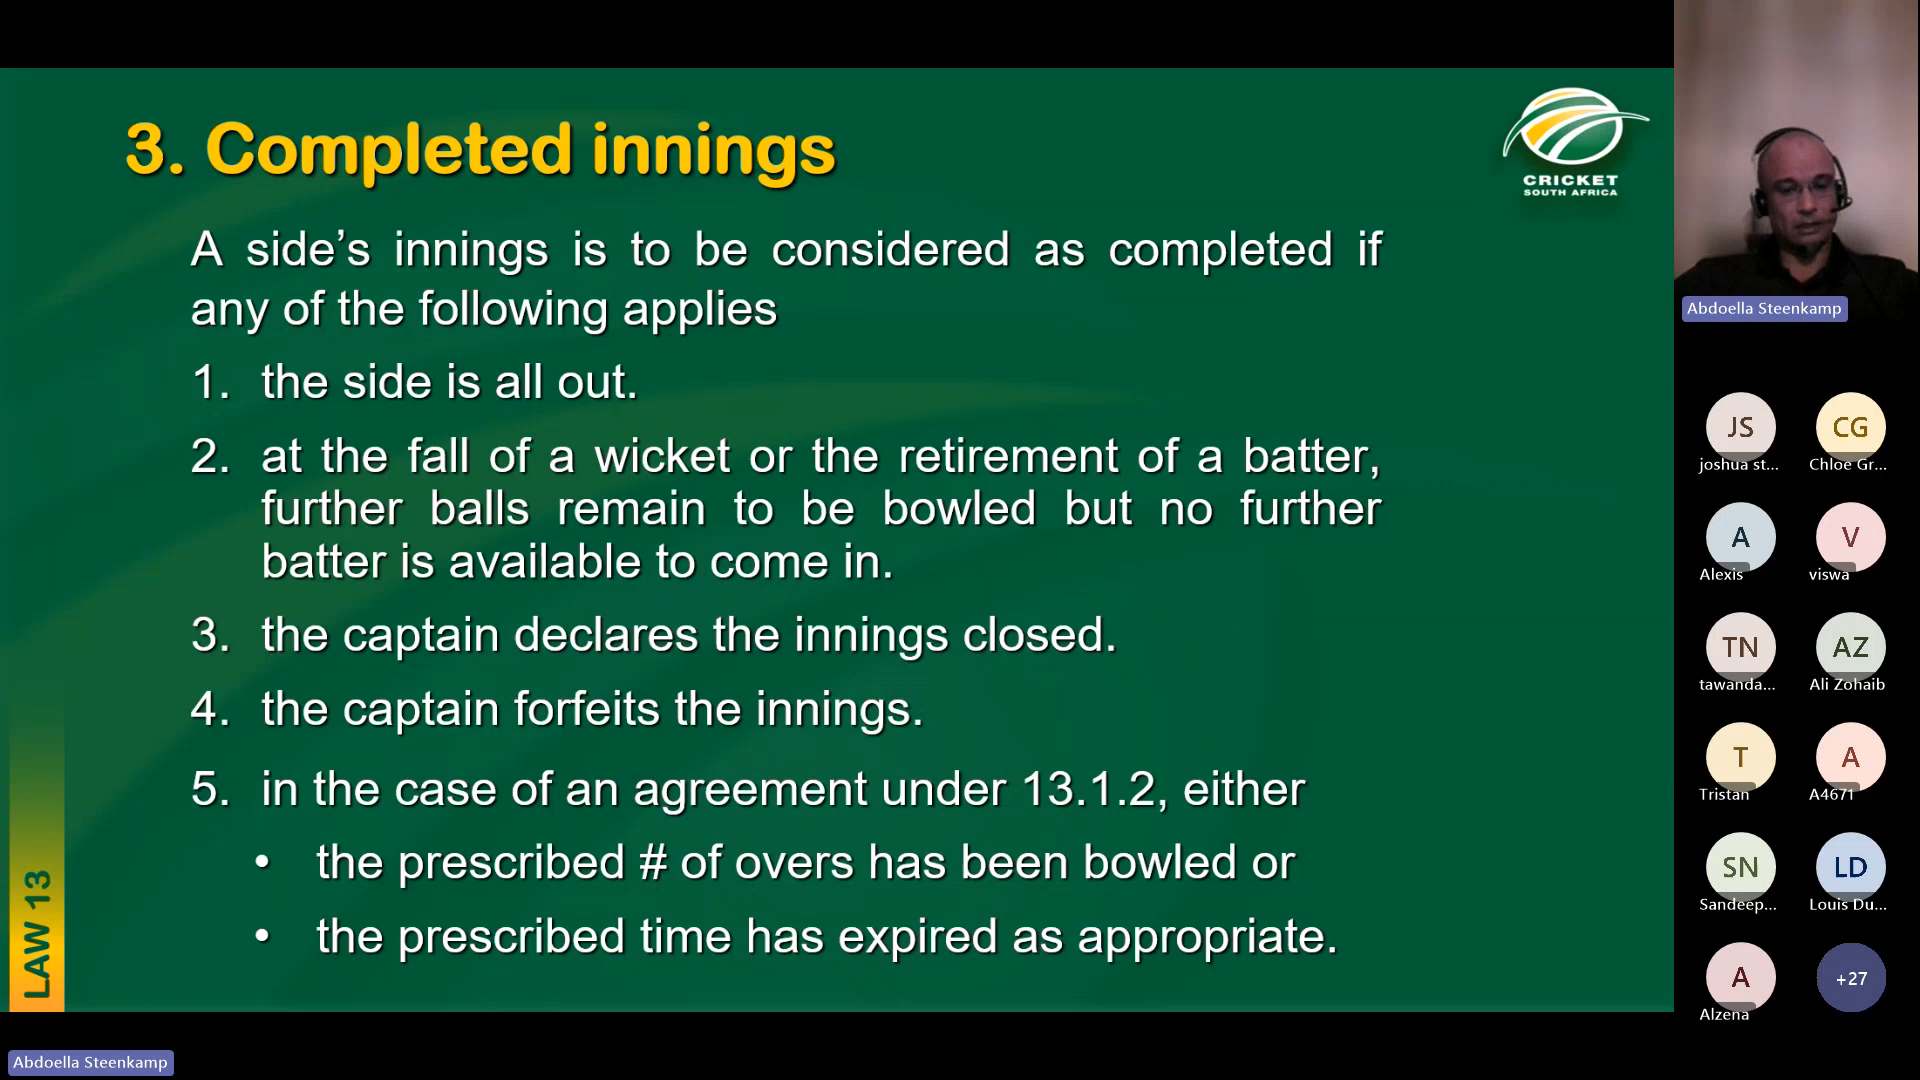 3. Completed innings
CRICKET
SOUTH AFRICA
A side’s innings is to be considered as completed if
any of the following applies
1. the side is all out.
2. at the fall of a wicket or the retirement of a batter,
further balls remain to be bowled but no further
batter is available to come in.
3. the captain declares the innings closed.
4. the captain forfeits the innings.
5. in the case of an agreement under 13.1.2, either
• the prescribed # of overs has been bowled or
• the prescribed time has expired as appropriate.
LAW 13
Abdoella Steenkamp
Abdoella Steenkamp
JS
joshua st...
CG
Chloe Gr...
A
Alexis
V
viswa
TN
tawanda...
AZ
Ali Zohaib
T
Tristan
A
A4671
SN
Sandeep...
LD
Louis Du...
A
Alzena
+27